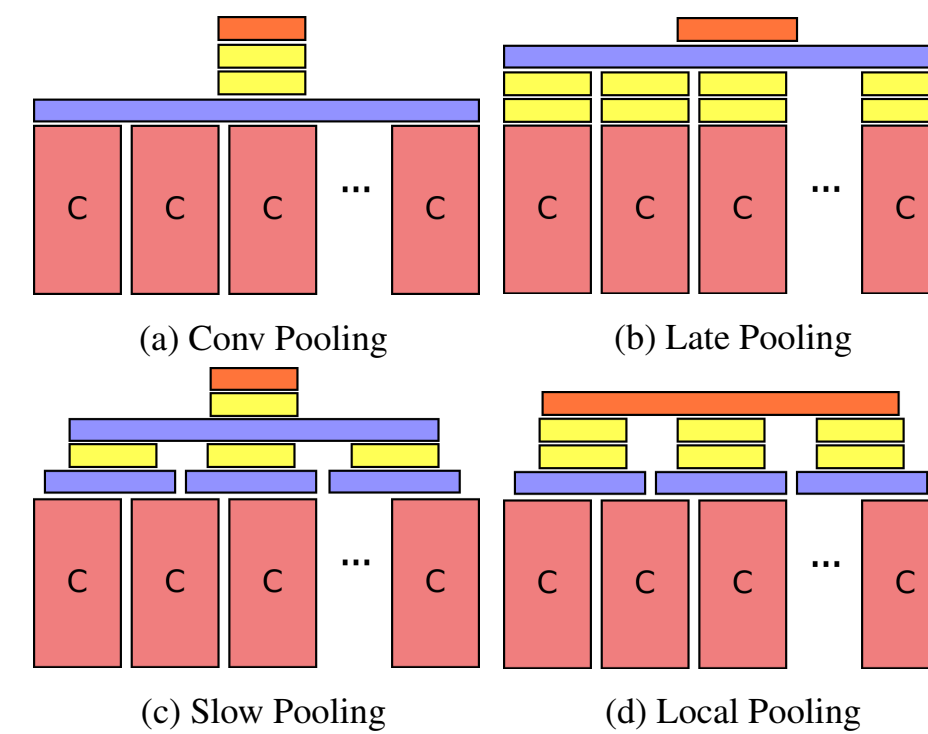 C C C ... C
(a) Conv Pooling
C C C ... C
(b) Late Pooling
C C C ... C
(c) Slow Pooling
C C C ... C
(d) Local Pooling